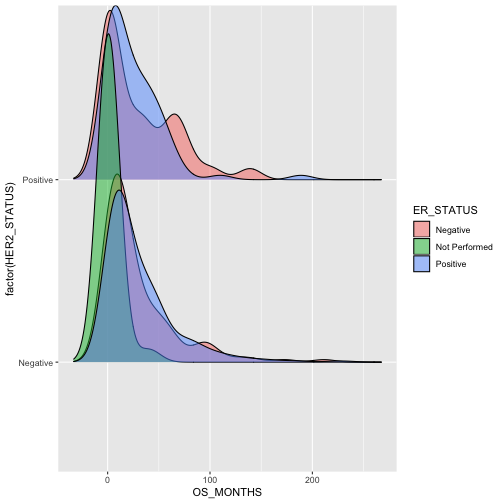 factor(HER2_STATUS)
Positive
Negative
0
100
200
OS_MONTHS
ER_STATUS
Negative
Not Performed
Positive